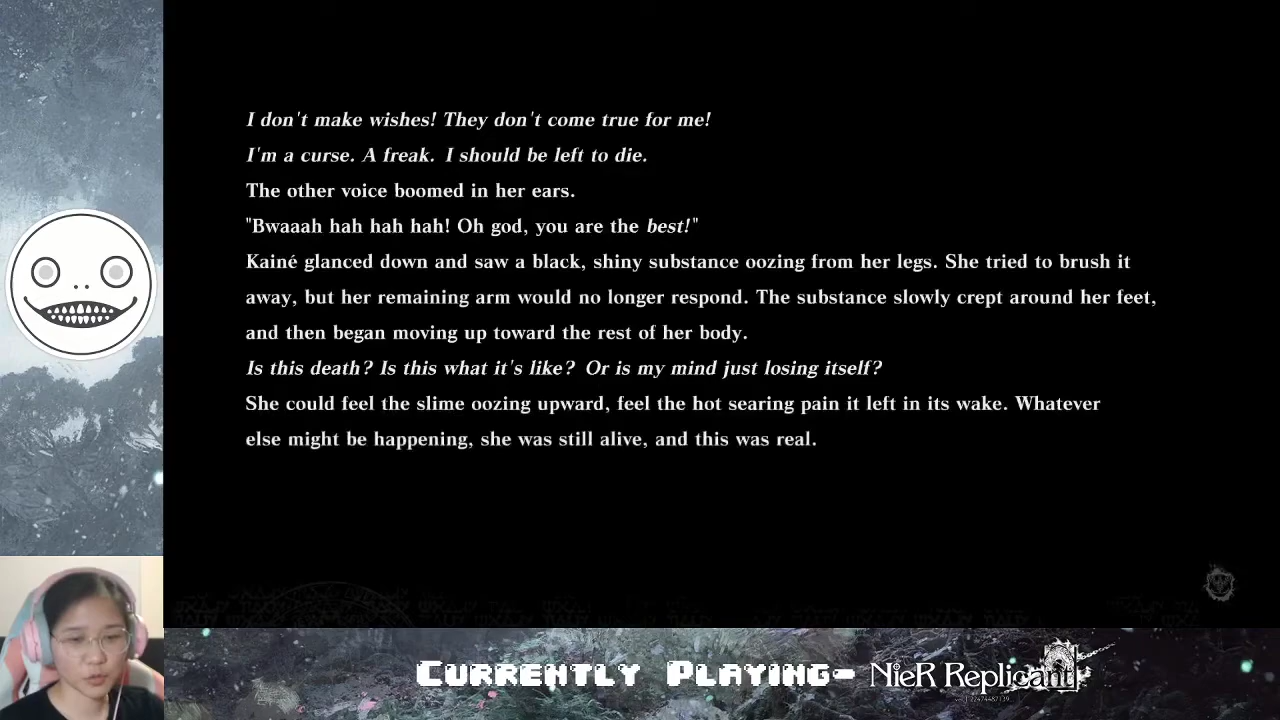 I don't make wishes! They don't come true for me!
I'm a curse. A freak. I should be left to die.
The other voice boomed in her ears.
"Bwaaah hah hah hah! Oh god, you are the best!"
Kainé glanced down and saw a black, shiny substance oozing from her legs. She tried to brush it
away, but her remaining arm would no longer respond. The substance slowly crept around her feet,
and then began moving up toward the rest of her body.
Is this death? Is this what it's like? Or is my mind just losing itself?
She could feel the slime oozing upward, feel the hot searing pain it left in its wake. Whatever
else might be happening, she was still alive, and this was real.
Currently Playing- NieR Replicant